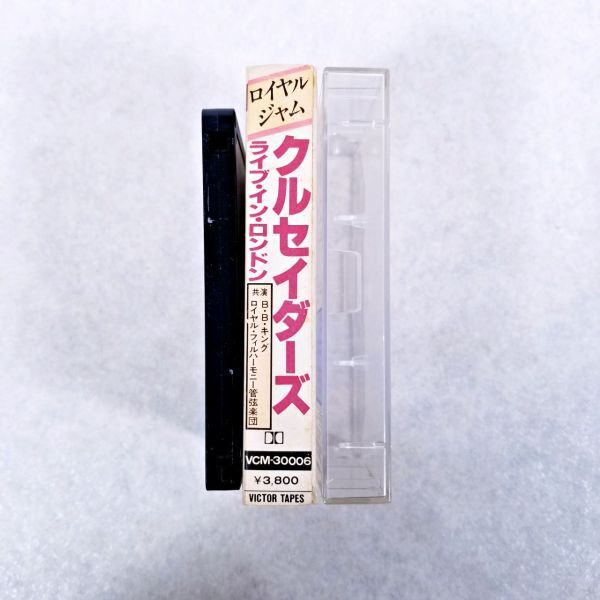 ロイヤル
ジャム
クルセイダーズ
ライブ・イン・ロンドン
共演
B・B・キング
ロイヤル・フィルハーモニー管弦楽団
VCM-30006
¥3,800
VICTOR TAPES